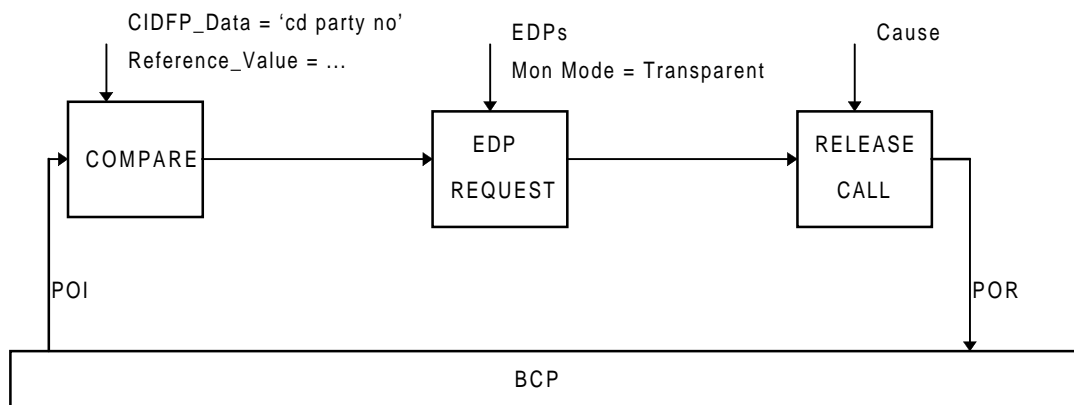 CIDFP_Data = ‘cd party no’
Reference_Value = ...
EDPs
Mon Mode = Transparent
Cause
COMPARE
EDP
REQUEST
RELEASE
CALL
POI
POR
BCP